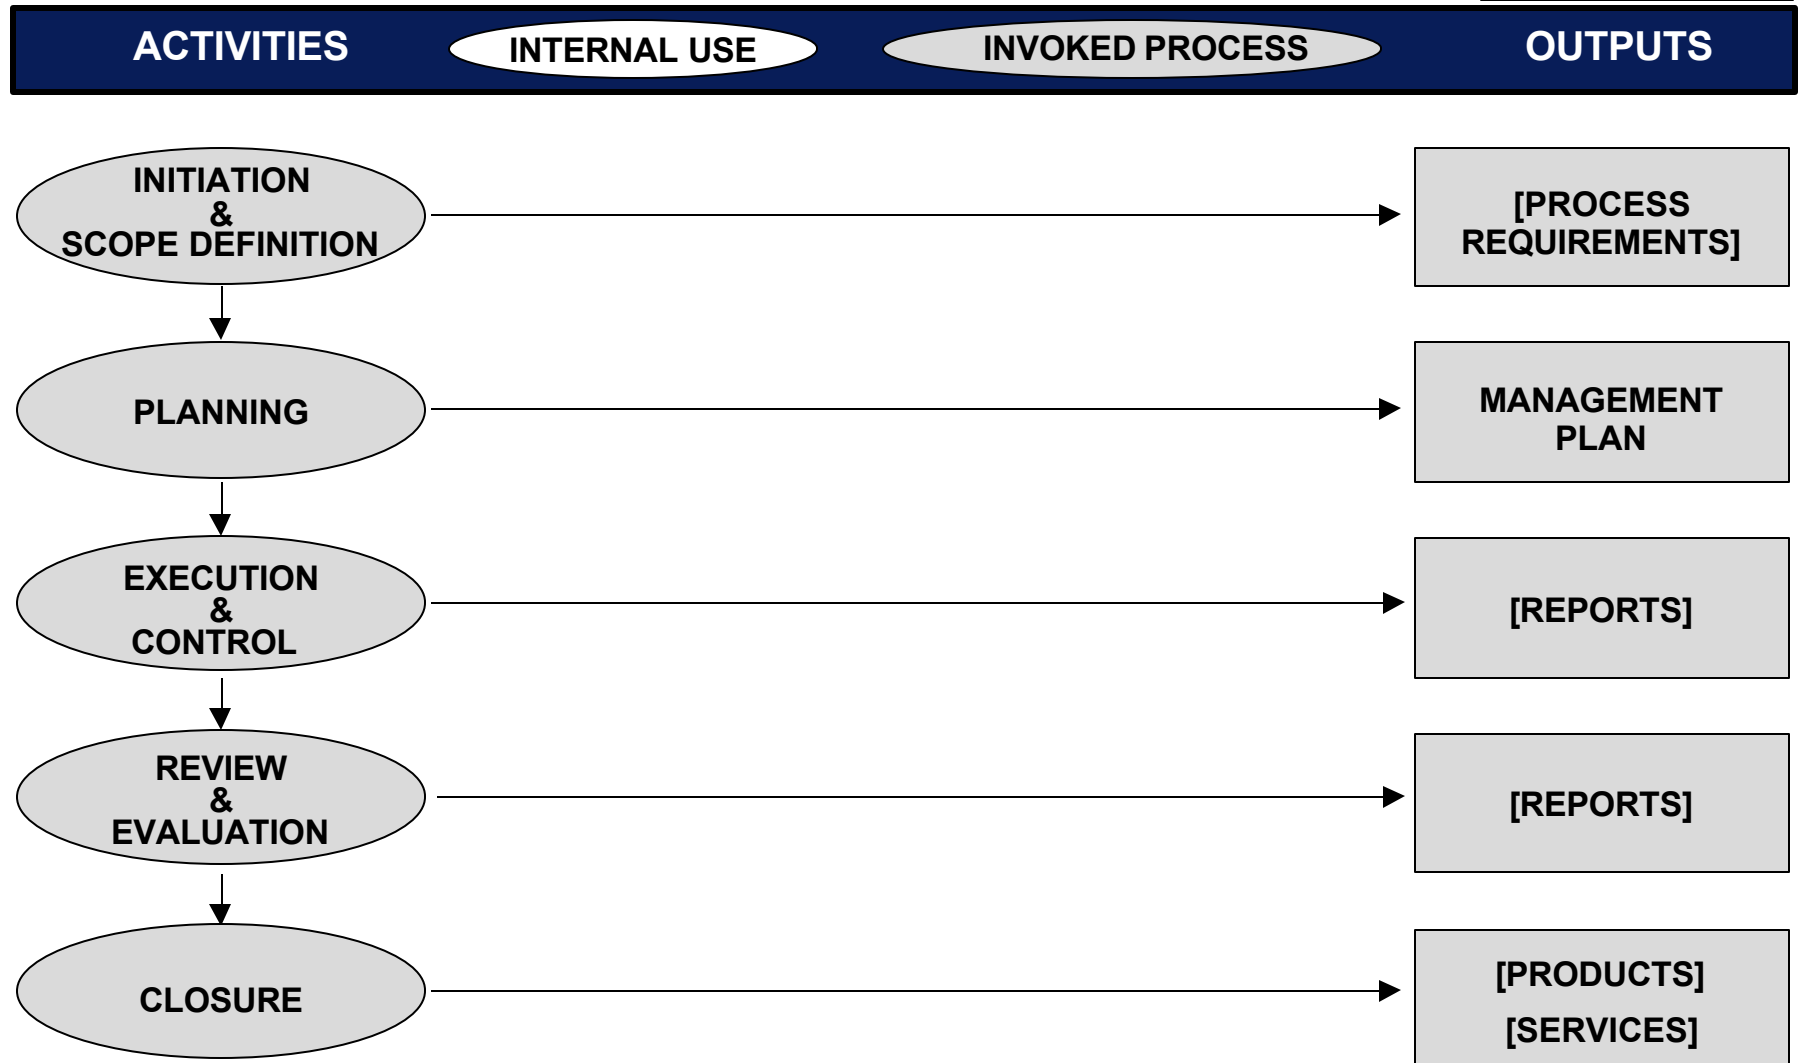 ACTIVITIES INTERNAL USE INVOKED PROCESS OUTPUTS
INITIATION
&
SCOPE DEFINITION
[PROCESS
REQUIREMENTS]
PLANNING
MANAGEMENT
PLAN
EXECUTION
&
CONTROL
[REPORTS]
REVIEW
&
EVALUATION
[REPORTS]
CLOSURE
[PRODUCTS]
[SERVICES]